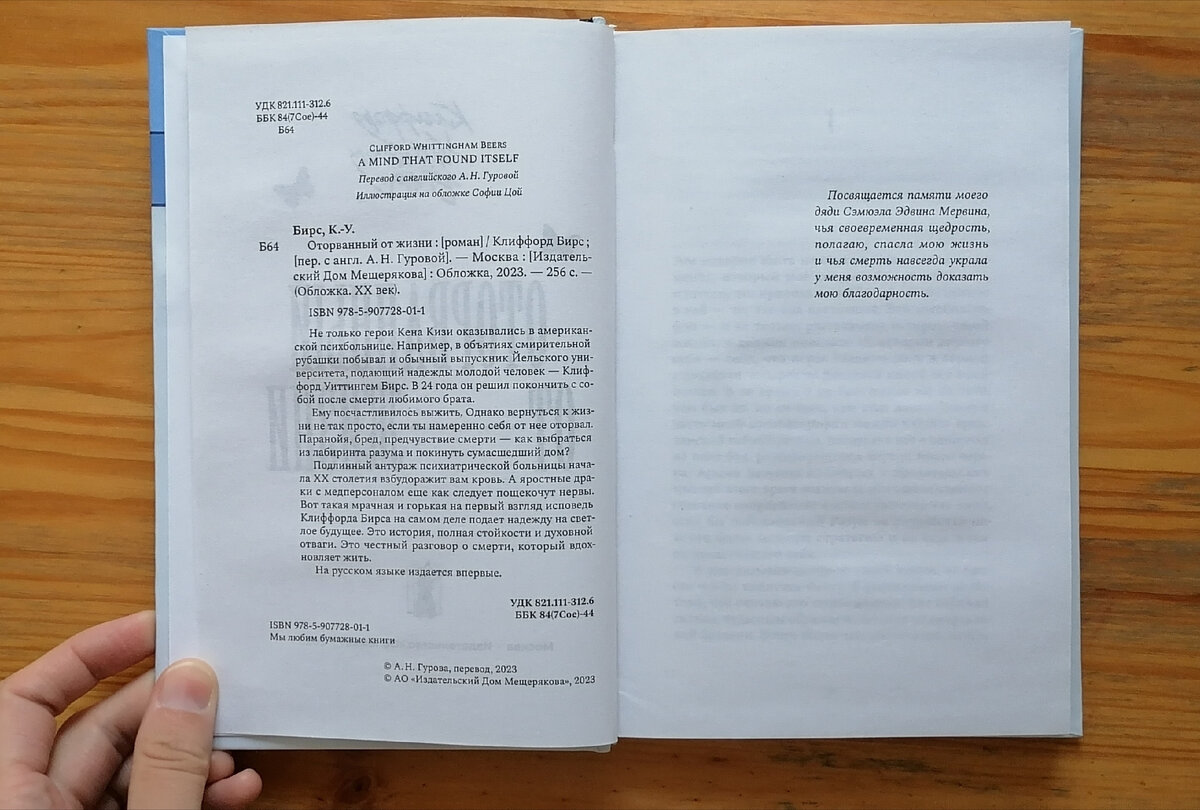 УДК 821.111-312.6
ББК 84(7Сое)-44
Б64
Clifford Whittingham Beers
A MIND THAT FOUND ITSELF
Перевод с английского А. Н. Гуровой
Иллюстрация на обложке Софии Цой
Бирс, К.-У.
Б64 Оторванный от жизни : [роман] / Клиффорд Бирс ;
[пер. с англ. А. Н. Гуровой]. — Москва : [Издатель-
ский Дом Мещерякова] : Обложка, 2023. — 256 с. —
(Обложка. XX век).
ISBN 978-5-907728-01-1
Не только герои Кена Кизи оказывались в американ-
ской психбольнице. Например, в объятиях смирительной
рубашки побывал и обычный выпускник Йельского уни-
верситета, подающий надежды молодой человек — Клиф-
форд Уиттингем Бирс. В 24 года он решил покончить с со-
бой после смерти любимого брата.
Ему посчастливилось выжить. Однако вернуться к жиз-
ни не так просто, если ты намеренно себя от нее оторвал.
Паранойя, бред, предчувствие смерти — как выбраться
из лабиринта разума и покинуть сумасшедший дом?
Подлинный антураж психиатрической больницы нача-
ла XX столетия взбудоражит вам кровь. А яростные дра-
ки с медперсоналом еще как следует пощекочут нервы.
Вот такая мрачная и горькая на первый взгляд исповедь
Клиффорда Бирса на самом деле подает надежду на свет-
лое будущее. Это история, полная стойкости и духовной
отваги. Это честный разговор о смерти, который вдох-
новляет жить.
На русском языке издается впервые.
УДК 821.111-312.6
ББК 84(7Сое)-44
ISBN 978-5-907728-01-1
Мы любим бумажные книги
© А. Н. Гурова, перевод, 2023
© АО «Издательский Дом Мещерякова», 2023
Посвящается памяти моего
дяди Сэмюэла Эдвина Мервина,
чья своевременная щедрость,
полагаю, спасла мою жизнь
и чья смерть навсегда украла
у меня возможность доказать
мою благодарность.